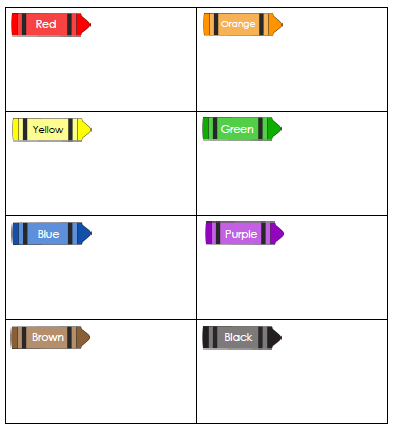 Red
Orange
Yellow
Green
Blue
Purple
Brown
Black